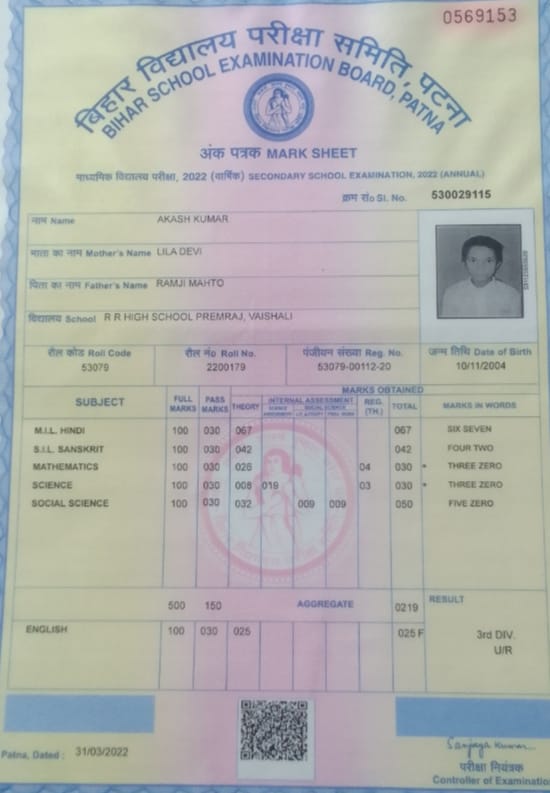 0569153
बिहार विद्यालय परीक्षा समिति, पटना
BIHAR SCHOOL EXAMINATION BOARD, PATNA
अंक पत्रक MARK SHEET
माध्यमिक विद्यालय परीक्षा, 2022 (वार्षिक) SECONDARY SCHOOL EXAMINATION, 2022 (ANNUAL)
क्रम सं० Sl. No. 530029115
नाम Name AKASH KUMAR
माता का नाम Mother's Name LILA DEVI
पिता का नाम Father's Name RAMJI MAHTO
विद्यालय School R R HIGH SCHOOL PREMRAJ, VAISHALI
रौल कोड Roll Code रौल नं० Roll No. पंजीयन संख्या Reg. No. जन्म तिथि Date of Birth
53079 2200179 53079-00112-20 10/11/2004
MARKS OBTAINED
SUBJECT FULL MARKS PASS MARKS THEORY INTERNAL ASSESSMENT REG. (TH.) TOTAL MARKS IN WORDS
SOCIAL SCIENCE
M.I.L. HINDI 100 030 067 067 SIX SEVEN
S.I.L. SANSKRIT 100 030 042 042 FOUR TWO
MATHEMATICS 100 030 026 04 030 * THREE ZERO
SCIENCE 100 030 008 019 03 030 * THREE ZERO
SOCIAL SCIENCE 100 030 032 009 009 050 FIVE ZERO
500 150 AGGREGATE 0219 RESULT
ENGLISH 100 030 025 025 F 3rd DIV.
U/R
Patna, Dated : 31/03/2022
Sanjaya Kumar
परीक्षा नियंत्रक
Controller of Examination